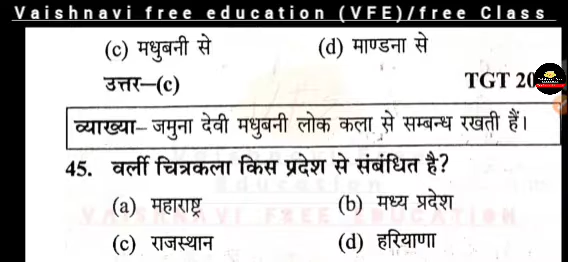 Vaishnavi free education (VFE)/free Class
(c) मधुबनी से (d) माण्डना से
उत्तर—(c) TGT 20
व्याख्या– जमुना देवी मधुबनी लोक कला से सम्बन्ध रखती हैं।
45. वर्ली चित्रकला किस प्रदेश से संबंधित है?
(a) महाराष्ट्र (b) मध्य प्रदेश
(c) राजस्थान (d) हरियाणा